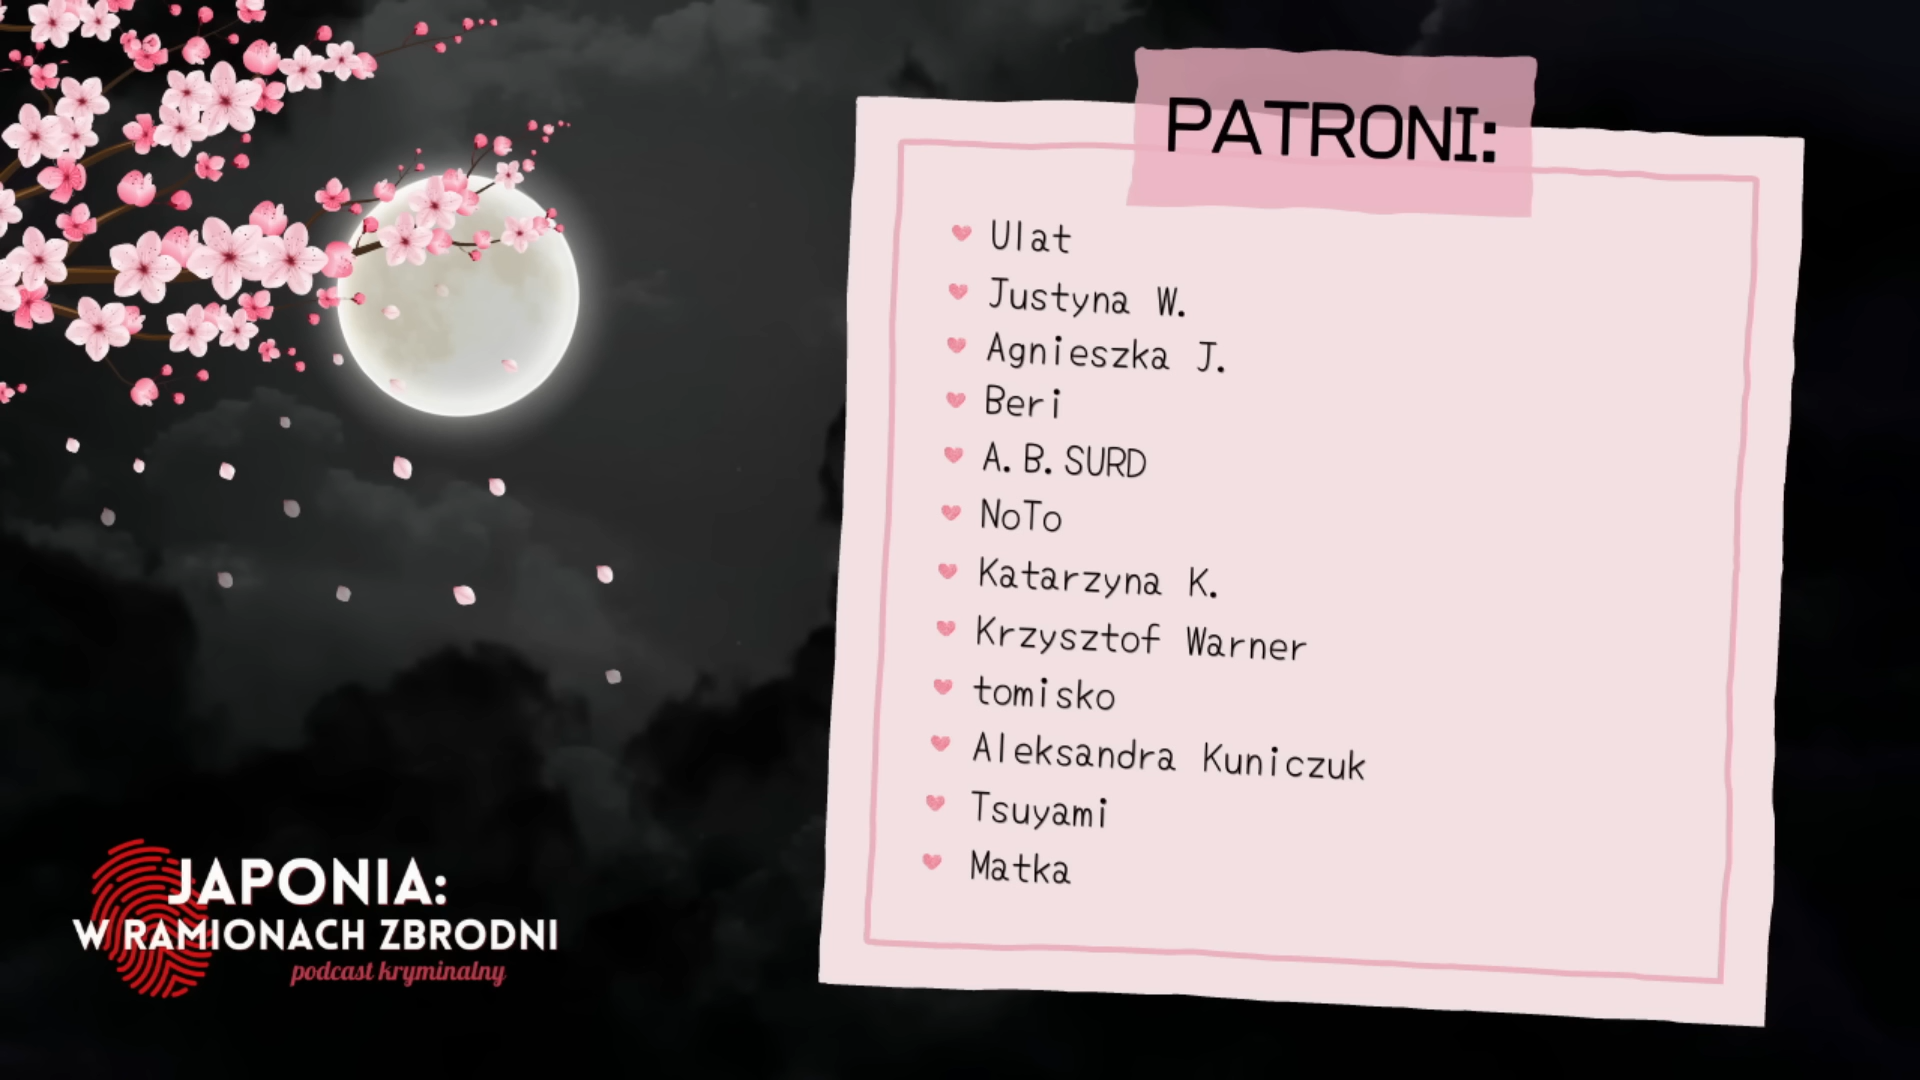 PATRONI:
Ulat
Justyna W.
Agnieszka J.
Beri
A.B.SURD
NoTo
Katarzyna K.
Krzysztof Warner
tomisko
Aleksandra Kuniczuk
Tsuyami
Matka
JAPONIA:
W RAMIONACH ZBRODNI
podcast kryminalny